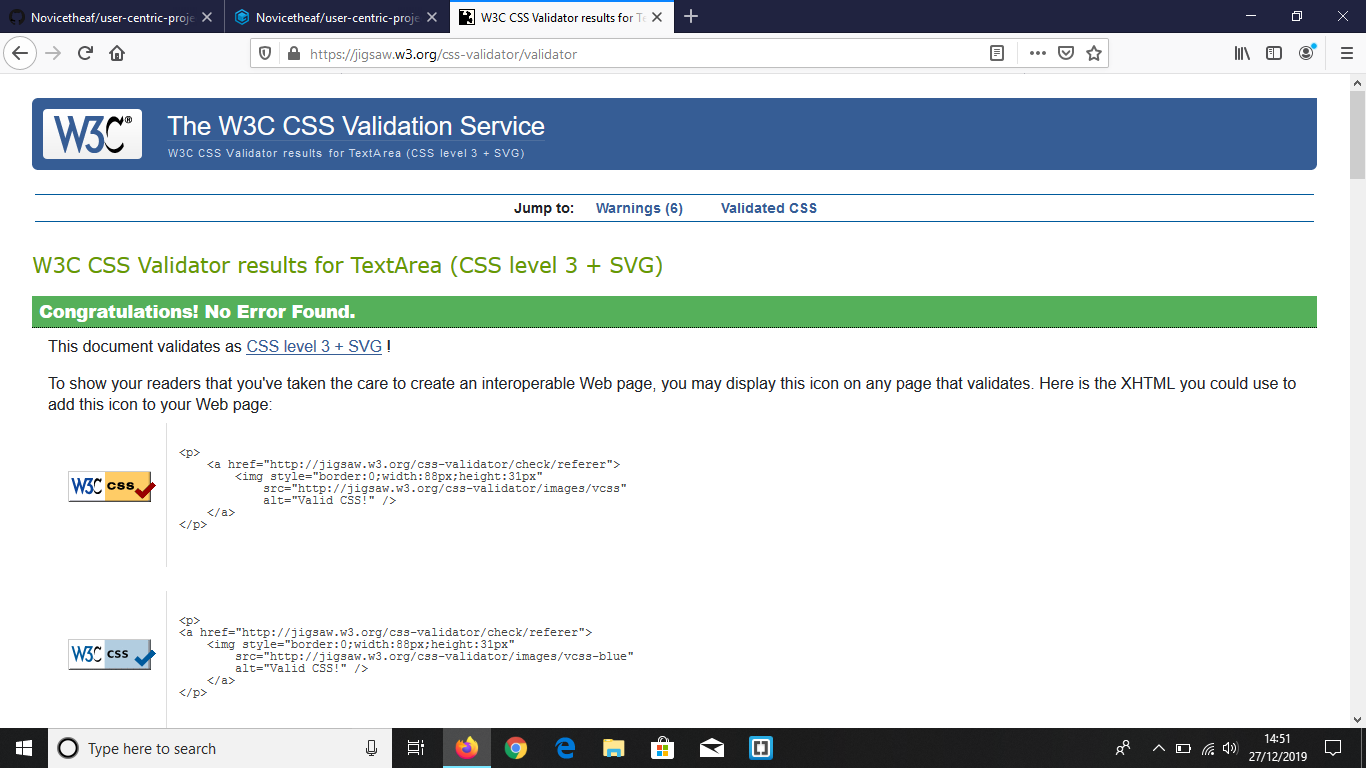 Novicetheaf/user-centric-proje
Novicetheaf/user-centric-proje
W3C CSS Validator results for Te
https://jigsaw.w3.org/css-validator/validator
W3C®
The W3C CSS Validation Service
W3C CSS Validator results for TextArea (CSS level 3 + SVG)
Jump to: Warnings (6) Validated CSS
W3C CSS Validator results for TextArea (CSS level 3 + SVG)
Congratulations! No Error Found.
This document validates as CSS level 3 + SVG !
To show your readers that you've taken the care to create an interoperable Web page, you may display this icon on any page that validates. Here is the XHTML you could use to
add this icon to your Web page:
W3C css
<p>
<a href="http://jigsaw.w3.org/css-validator/check/referer">
<img style="border:0;width:88px;height:31px"
src="http://jigsaw.w3.org/css-validator/images/vcss"
alt="Valid CSS!" />
</a>
</p>
W3C css
<p>
<a href="http://jigsaw.w3.org/css-validator/check/referer">
<img style="border:0;width:88px;height:31px"
src="http://jigsaw.w3.org/css-validator/images/vcss-blue"
alt="Valid CSS!" />
</a>
</p>
Type here to search
14:51
27/12/2019